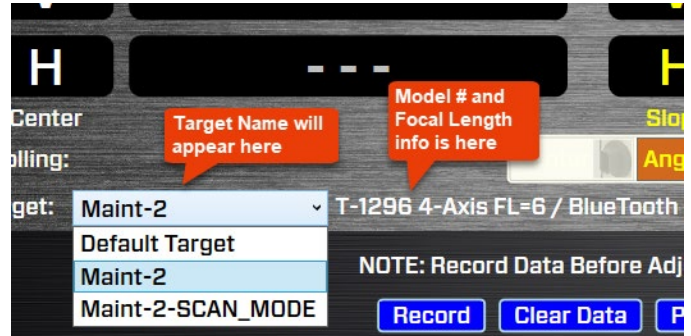 H
---
H
Center
Slop
Target Name will
appear here
Model # and
Focal Length
info is here
olling:
Ang
get: Maint-2 T-1296 4-Axis FL=6 / BlueTooth
Default Target
Maint-2
Maint-2-SCAN_MODE
NOTE: Record Data Before Adj
Record Clear Data P